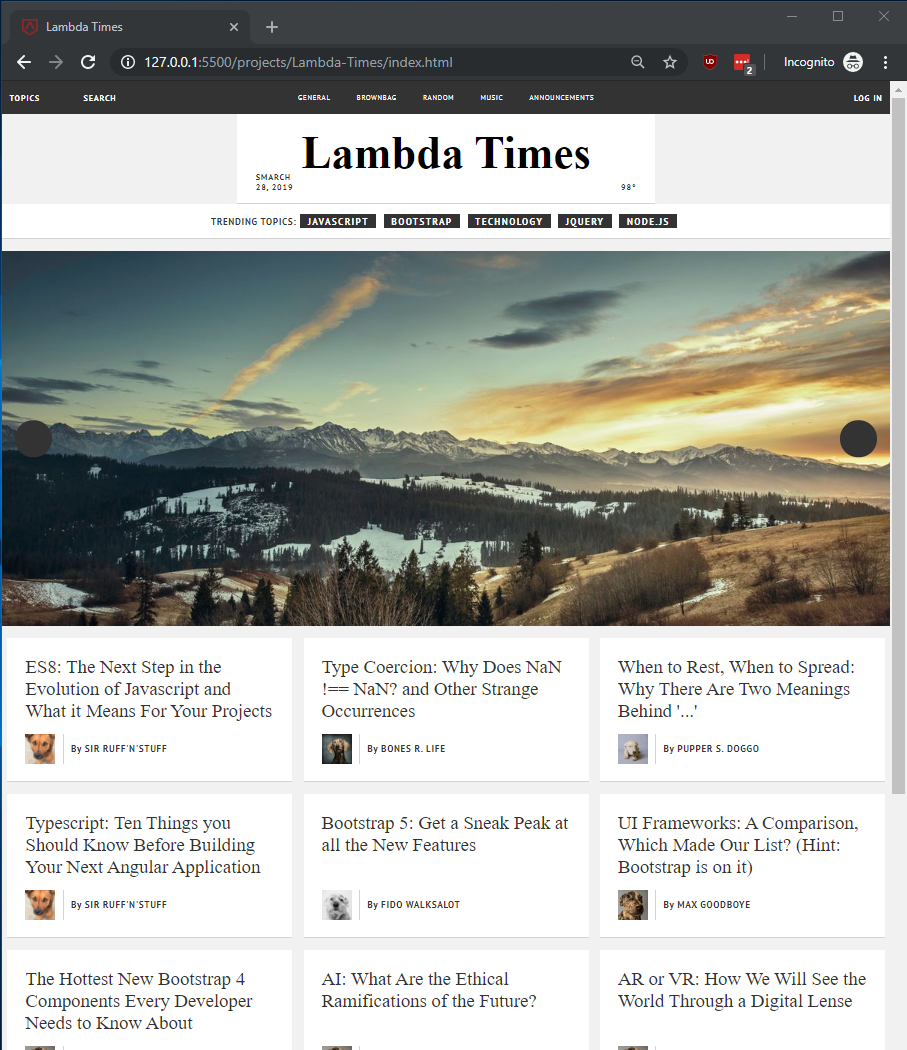 Lambda Times
127.0.0.1:5500/projects/Lambda-Times/index.html
UD
2
Incognito
TOPICS SEARCH GENERAL BROWNBAG RANDOM MUSIC ANNOUNCEMENTS LOG IN
Lambda Times
SMARCH
28, 2019
98°
TRENDING TOPICS: JAVASCRIPT BOOTSTRAP TECHNOLOGY JQUERY NODE.JS
ES8: The Next Step in the
Evolution of Javascript and
What it Means For Your Projects
By SIR RUFF'N'STUFF
Type Coercion: Why Does NaN
!== NaN? and Other Strange
Occurrences
By BONES R. LIFE
When to Rest, When to Spread:
Why There Are Two Meanings
Behind '...'
By PUPPER S. DOGGO
Typescript: Ten Things you
Should Know Before Building
Your Next Angular Application
By SIR RUFF'N'STUFF
Bootstrap 5: Get a Sneak Peak at
all the New Features
By FIDO WALKSALOT
UI Frameworks: A Comparison,
Which Made Our List? (Hint:
Bootstrap is on it)
By MAX GOODBOYE
The Hottest New Bootstrap 4
Components Every Developer
Needs to Know About
AI: What Are the Ethical
Ramifications of the Future?
AR or VR: How We Will See the
World Through a Digital Lense